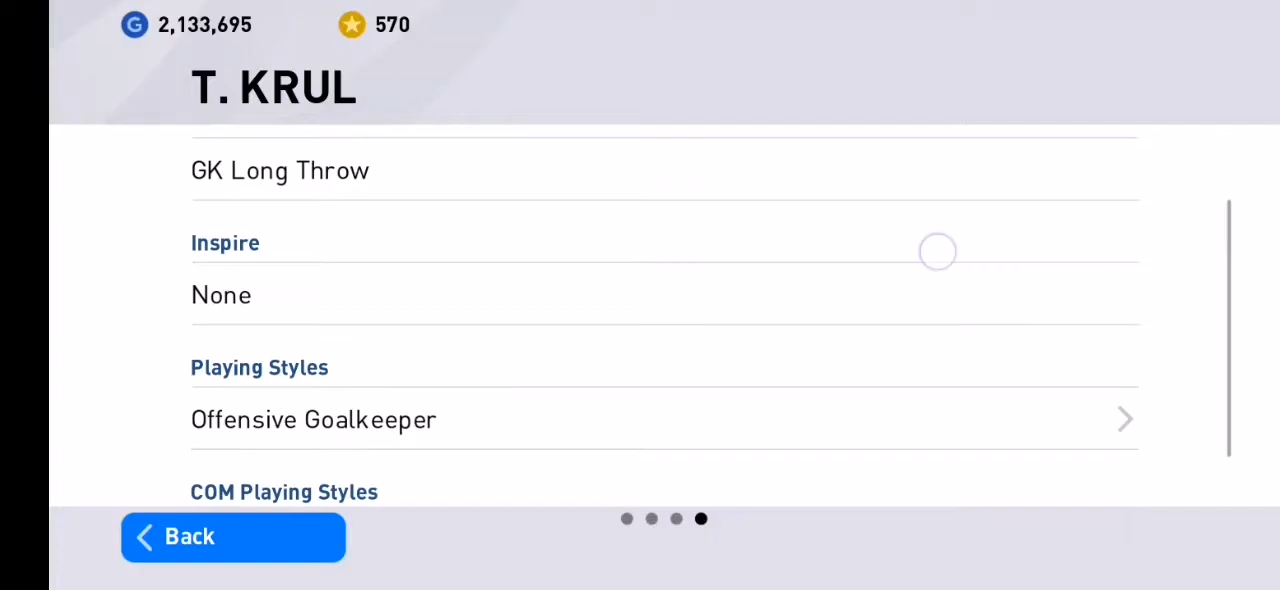 G 2,133,695 570
T. KRUL
GK Long Throw
Inspire
None
Playing Styles
Offensive Goalkeeper
COM Playing Styles
Back